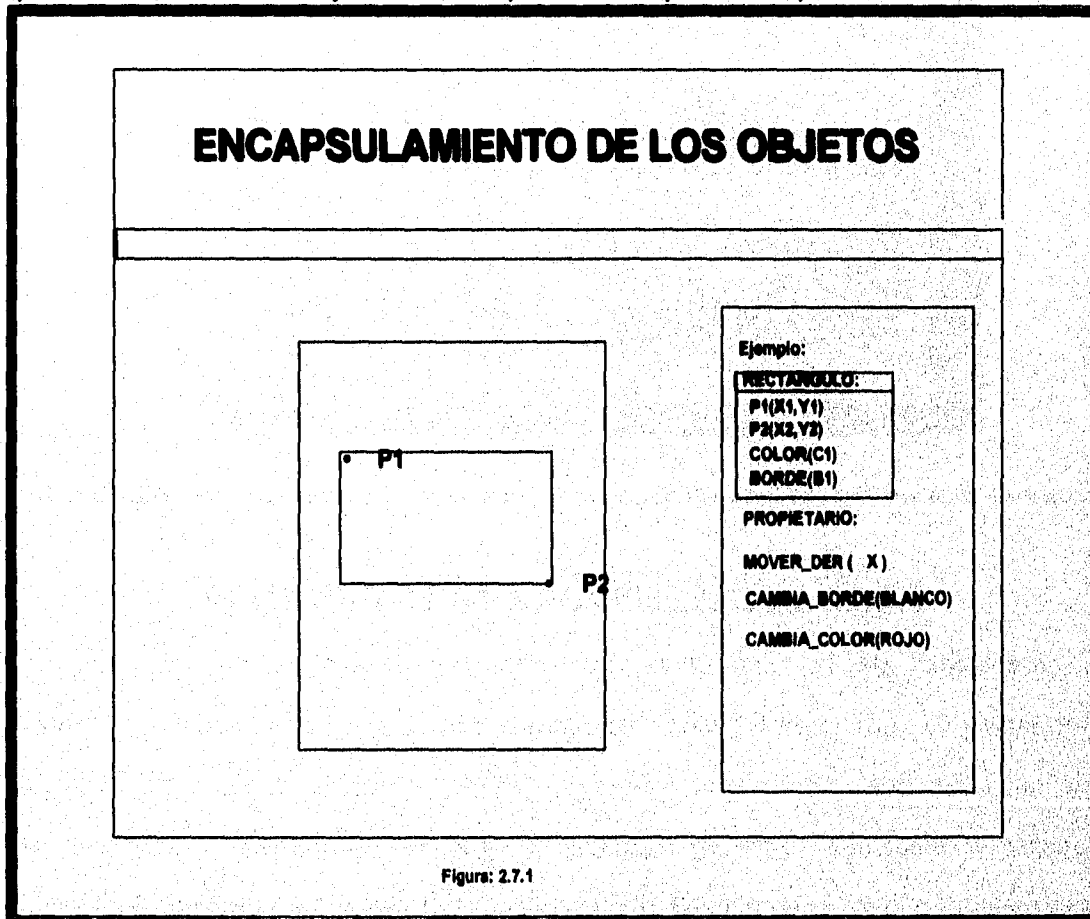 ENCAPSULAMIENTO DE LOS OBJETOS
P1
P2
Ejemplo:
RECTANGULO:
P1(X1,Y1)
P2(X2,Y2)
COLOR(C1)
BORDE(B1)
PROPIETARIO:
MOVER_DER ( X )
CAMBIA_BORDE(BLANCO)
CAMBIA_COLOR(ROJO)
Figura: 2.7.1